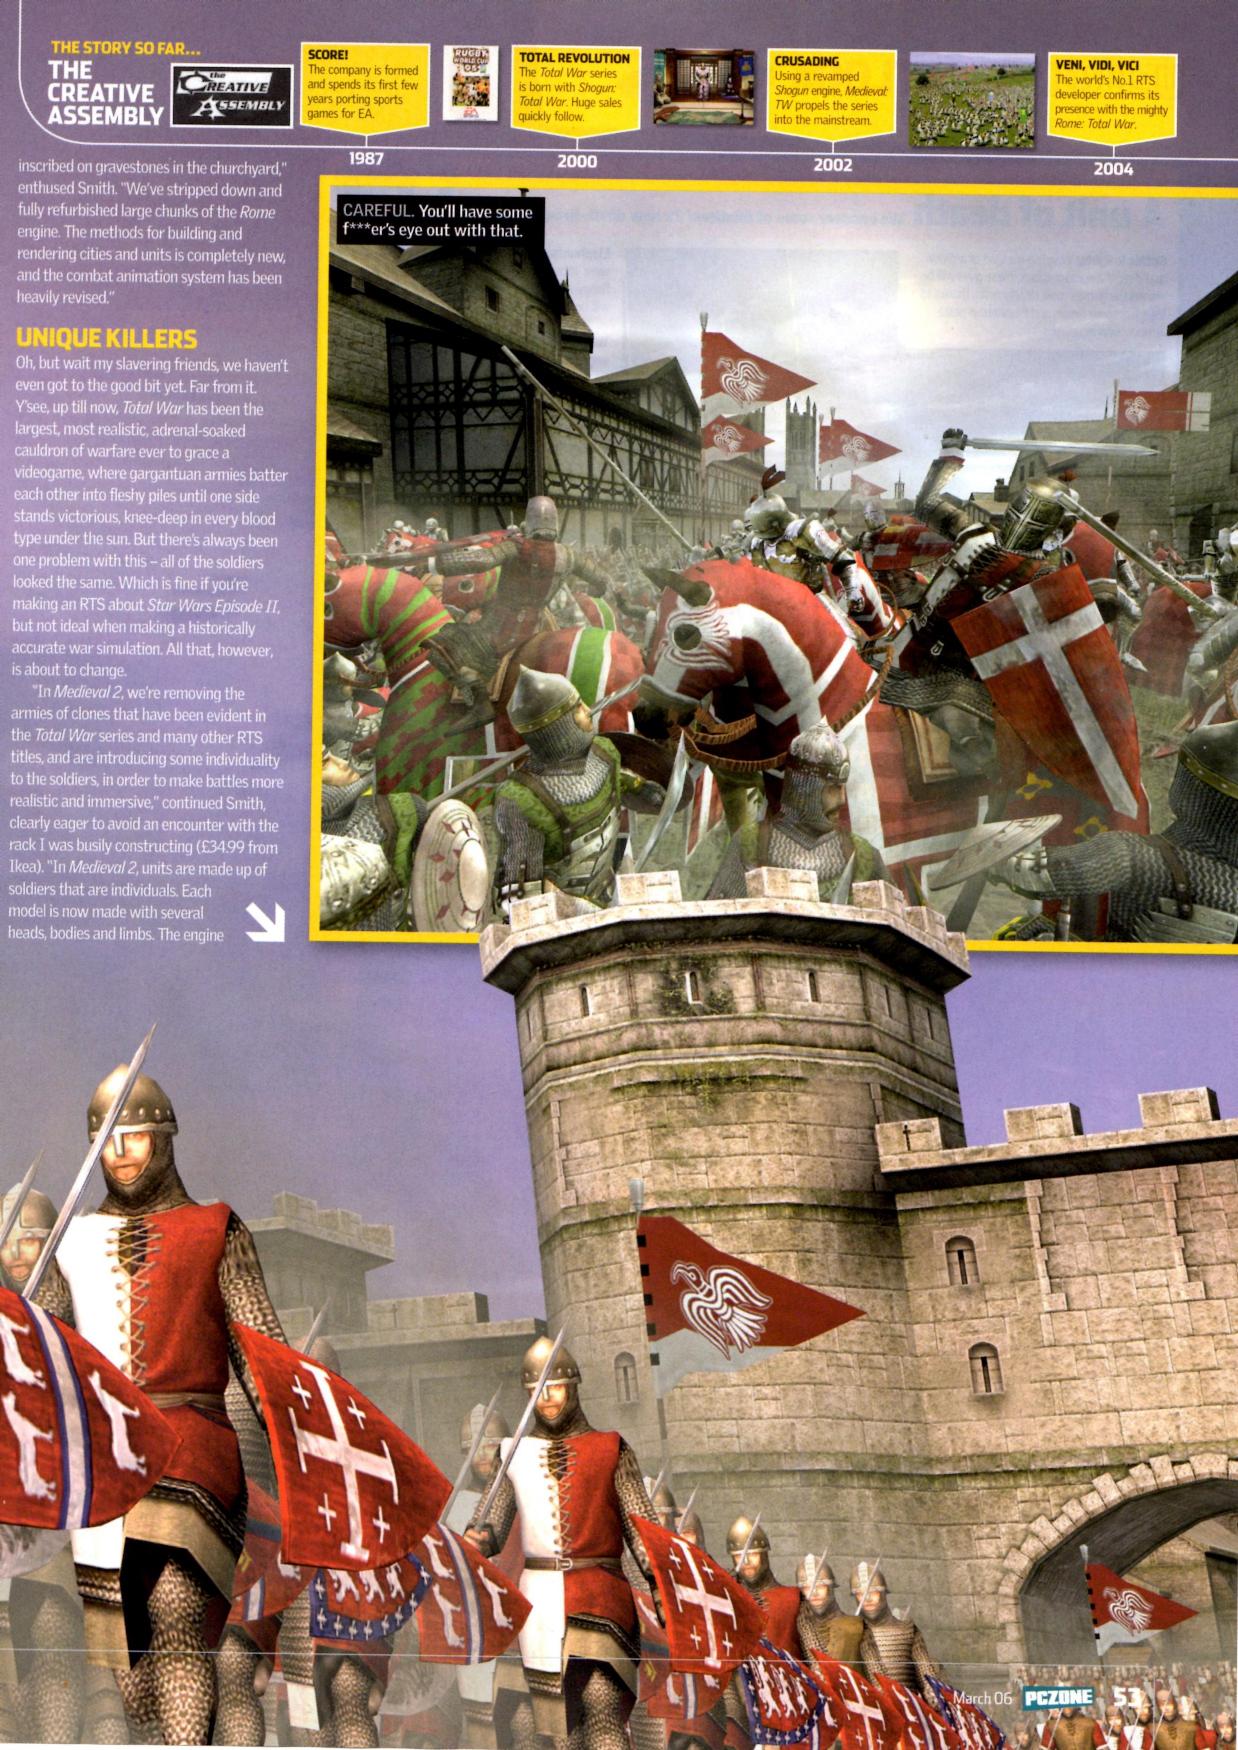 THE STORY SO FAR...
THE
CREATIVE
ASSEMBLY
the
CREATIVE
ASSEMBLY
SCORE!
The company is formed
and spends its first few
years porting sports
games for EA.
1987
RUGBY
WORLD CUP
TOTAL REVOLUTION
The Total War series
is born with Shogun:
Total War. Huge sales
quickly follow.
2000
CRUSADING
Using a revamped
Shogun engine, Medieval:
TW propels the series
into the mainstream.
2002
VENI, VIDI, VICI
The world's No.1 RTS
developer confirms its
presence with the mighty
Rome: Total War.
2004
inscribed on gravestones in the churchyard,"
enthused Smith. "We've stripped down and
fully refurbished large chunks of the Rome
engine. The methods for building and
rendering cities and units is completely new,
and the combat animation system has been
heavily revised."
UNIQUE KILLERS
Oh, but wait my slavering friends, we haven't
even got to the good bit yet. Far from it.
Y'see, up till now, Total War has been the
largest, most realistic, adrenal-soaked
cauldron of warfare ever to grace a
videogame, where gargantuan armies batter
each other into fleshy piles until one side
stands victorious, knee-deep in every blood
type under the sun. But there's always been
one problem with this – all of the soldiers
looked the same. Which is fine if you're
making an RTS about Star Wars Episode II,
but not ideal when making a historically
accurate war simulation. All that, however,
is about to change.
"In Medieval 2, we're removing the
armies of clones that have been evident in
the Total War series and many other RTS
titles, and are introducing some individuality
to the soldiers, in order to make battles more
realistic and immersive," continued Smith,
clearly eager to avoid an encounter with the
rack I was busily constructing (£34.99 from
Ikea). "In Medieval 2, units are made up of
soldiers that are individuals. Each
model is now made with several
heads, bodies and limbs. The engine
CAREFUL. You'll have some
f***er's eye out with that.
March 06 PCZONE 53